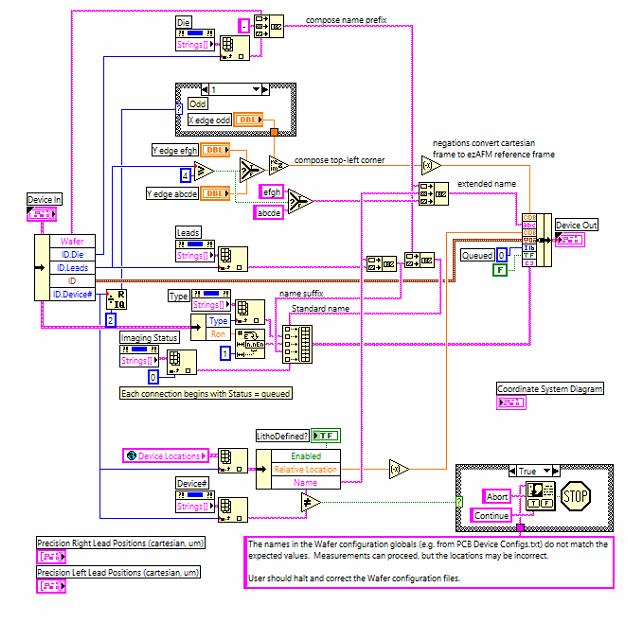 Die
Strings[]
-
compose name prefix
1
Odd
X edge odd
DBL
Y edge efgh
DBL
4
Y edge abcde
DBL
compose top-left corner
negations convert cartesian
frame to ezAFM reference frame
efgh
abcde
extended name
Device In
Wafer
ID.Die
ID.Leads
ID
ID.Device#
Leads
Strings[]
Queued
0
F
TF
Device Out
R
IQ
2
Type
Strings[]
Type
Ron
1
name suffix
Standard name
Imaging Status
Strings[]
0
Each connection begins with Status = queued
Coordinate System Diagram
LithoDefined?
TF
Device Locations
Enabled
Relative Location
Name
Device#
Strings[]
True
Abort
Continue
T F
STOP
Precision Right Lead Positions (cartesian, um)
Precision Left Lead Positions (cartesian, um)
The names in the Wafer configuration globals (e.g. from PCB Device Configs.txt) do not match the
expected values. Measurements can proceed, but the locations may be incorrect.
User should halt and correct the Wafer configuration files.